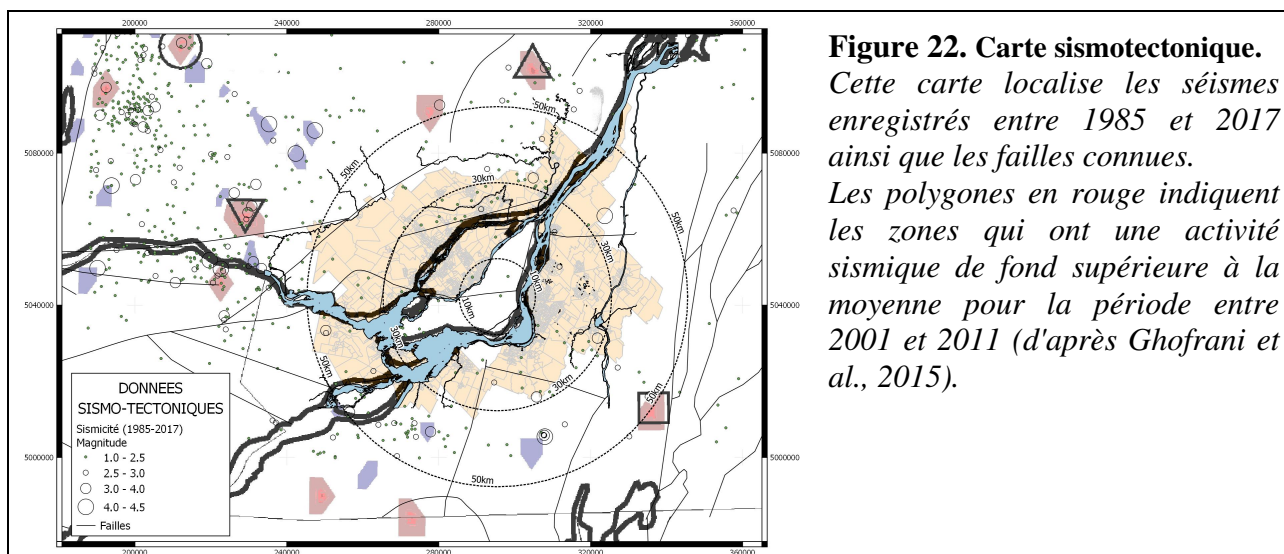 200000 240000 280000 320000 360000
Figure 22. Carte sismotectonique.
Cette carte localise les séismes
enregistrés entre 1985 et 2017
ainsi que les failles connues.
Les polygones en rouge indiquent
les zones qui ont une activité
sismique de fond supérieure à la
moyenne pour la période entre
2001 et 2011 (d'après Ghofrani et
al., 2015).
50km
5080000 5080000
50km 30km 50km
30km
10km
5040000 5040000
10km
30km
50km 30km 50km
5000000 5000000
50km
DONNEES
SISMO-TECTONIQUES
Sismicité (1985-2017)
Magnitude
1.0 - 2.5
2.5 - 3.0
3.0 - 4.0
4.0 - 4.5
Failles
200000 240000 280000 320000 360000